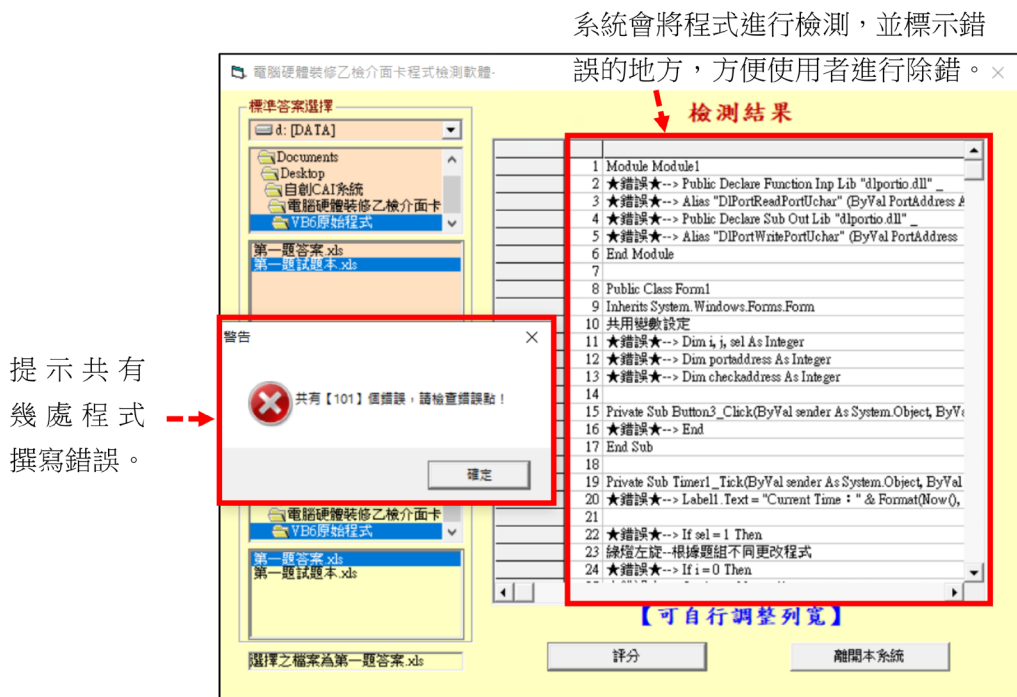 系統會將程式進行檢測，並標示錯
誤的地方，方便使用者進行除錯。
電腦硬體裝修乙檢介面卡程式檢測軟體-
標準答案選擇
d: [DATA]
Documents
Desktop
自創CAI系統
電腦硬體裝修乙檢介面卡
VB6原始程式
第一題答案.xls
第一題試題本.xls
檢測結果
1 Module Module1
2 ★錯誤★--> Public Declare Function Inp Lib "dlportio.dll" _
3 ★錯誤★--> Alias "DlPortReadPortUchar" (ByVal PortAddress A
4 ★錯誤★--> Public Declare Sub Out Lib "dlportio.dll" _
5 ★錯誤★--> Alias "DlPortWritePortUchar" (ByVal PortAddress
6 End Module
7
8 Public Class Form1
9 Inherits System.Windows.Forms.Form
10 共用變數設定
11 ★錯誤★--> Dim i, j, sel As Integer
12 ★錯誤★--> Dim portaddress As Integer
13 ★錯誤★--> Dim checkaddress As Integer
14
15 Private Sub Button3_Click(ByVal sender As System.Object, ByVa
16 ★錯誤★--> End
17 End Sub
18
19 Private Sub Timer1_Tick(ByVal sender As System.Object, ByVal
20 ★錯誤★--> Label1.Text = "Current Time：" & Format(Now(),
21
22 ★錯誤★--> If sel = 1 Then
23 綠燈左旋--根據題組不同更改程式
24 ★錯誤★--> If i = 0 Then
警告
共有【101】個錯誤，請檢查錯誤點！
確定
提示共有
幾處程式
撰寫錯誤。
電腦硬體裝修乙檢介面卡
VB6原始程式
第一題答案.xls
第一題試題本.xls
選擇之檔案為第一題答案.xls
【可自行調整列寬】
評分
離開本系統